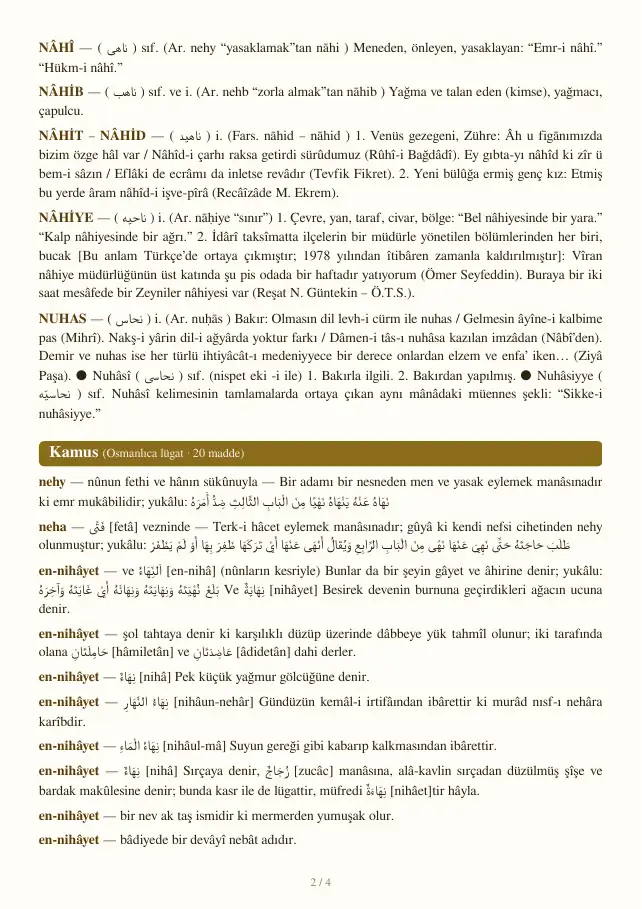 NÂHÎ — ( ناهى ) sıf. (Ar. nehy “yasaklamak”tan nāhі ) Meneden, önleyen, yasaklayan: “Emr-i nâhî.”
“Hükm-i nâhî.”
NÂHİB — ( ناهب ) sıf. ve i. (Ar. nehb “zorla almak”tan nāhib ) Yağma ve talan eden (kimse), yağmacı,
çapulcu.
NÂHİT – NÂHİD — ( ناهيد ) i. (Fars. nāhid – nāhіd ) 1. Venüs gezegeni, Zühre: Âh u figānımızda
bizim özge hâl var / Nâhîd-i çarhı raksa getirdi sürûdumuz (Rûhî-i Bağdâdî). Ey gıbta-yı nâhîd ki zîr ü
bem-i sâzın / Eflâki de ecrâmı da inletse revâdır (Tevfik Fikret). 2. Yeni bülûğa ermiş genç kız: Etmiş
bu yerde âram nâhîd-i işve-pîrâ (Recâîzâde M. Ekrem).
NÂHİYE — ( ناحيه ) i. (Ar. nāḥiye “sınır”) 1. Çevre, yan, taraf, civar, bölge: “Bel nâhiyesinde bir yara.”
“Kalp nâhiyesinde bir ağrı.” 2. İdârî taksîmatta ilçelerin bir müdürle yönetilen bölümlerinden her biri,
bucak [Bu anlam Türkçe’de ortaya çıkmıştır; 1978 yılından îtibâren zamanla kaldırılmıştır]: Vîran
nâhiye müdürlüğünün üst katında şu pis odada bir haftadır yatıyorum (Ömer Seyfeddin). Buraya bir iki
saat mesâfede bir Zeyniler nâhiyesi var (Reşat N. Güntekin – Ö.T.S.).
NUHAS — ( نحاس ) i. (Ar. nuḥās ) Bakır: Olmasın dil levh-i cürm ile nuhas / Gelmesin âyîne-i kalbime
pas (Mihrî). Nakş-i yârin dil-i ağyârda yoktur farkı / Dâmen-i tâs-ı nuhâsa kazılan imzâdan (Nâbî’den).
Demir ve nuhas ise her türlü ihtiyâcât-ı medeniyyece bir derece onlardan elzem ve enfa’ iken… (Ziyâ
Paşa). ● Nuhâsî ( نحاسى ) sıf. (nispet eki -i ile) 1. Bakırla ilgili. 2. Bakırdan yapılmış. ● Nuhâsiyye (
نحاسيّه ) sıf. Nuhâsî kelimesinin tamlamalarda ortaya çıkan aynı mânâdaki müennes şekli: “Sikke-i
nuhâsiyye.”
Kamus (Osmanlıca lügat · 20 madde)
nehy — nûnun fethi ve hânın sükûnuyla — Bir adamı bir nesneden men ve yasak eylemek manâsınadır
ki emr mukâbilidir; yukâlu: نَهَاهُ عَنْهُ يَنْهَاهُ نَهْيًا مِنَ الْبَابِ الثَّالِثِ ضِدُّ أَمَرَهُ
neha — فَتًى [fetâ] vezninde — Terk-i hâcet eylemek manâsınadır; gûyâ ki kendi nefsi cihetinden nehy
olunmuştur; yukâlu: طَلَبَ حَاجَتَهُ حَتَّى نَهِيَ عَنْهَا نَهًى مِنَ الْبَابِ الرَّابِعِ وَيُقَالُ أَنْهَى عَنْهَا أَيْ تَرَكَهَا ظَفِرَ بِهَا أَوْ لَمْ يَظْفَرْ
en-nihâyet — ve اَلنِّهَاءُ [en-nihâ] (nûnların kesriyle) Bunlar da bir şeyin gâyet ve âhirine denir; yukâlu:
بَلَغَ نُهْيَتَهُ وَنِهَايَتَهُ وَنِهَائَهُ أَيْ غَايَتَهُ وَآخِرَهُ Ve نِهَايَةٌ [nihâyet] Besirek devenin burnuna geçirdikleri ağacın ucuna
denir.
en-nihâyet — şol tahtaya denir ki karşılıklı düzüp üzerinde dâbbeye yük tahmîl olunur; iki tarafında
olana حَامِلَتَانِ [hâmiletân] ve عَاضِدَتَانِ [âdidetân] dahi derler.
en-nihâyet — نِهَاءٌ [nihâ] Pek küçük yağmur gölcüğüne denir.
en-nihâyet — نِهَاءُ النَّهَارِ [nihâun-nehâr] Gündüzün kemâl-i irtifâından ibârettir ki murâd nısf-ı nehâra
karîbdir.
en-nihâyet — نِهَاءُ الْمَاءِ [nihâul-mâ] Suyun gereği gibi kabarıp kalkmasından ibârettir.
en-nihâyet — نِهَاءٌ [nihâ] Sırçaya denir, زُجَاجٌ [zucâc] manâsına, alâ-kavlin sırçadan düzülmüş şîşe ve
bardak makûlesine denir; bunda kasr ile de lügattir, müfredi نِهَاءَةٌ [nihâet]tir hâyla.
en-nihâyet — bir nev ak taş ismidir ki mermerden yumuşak olur.
en-nihâyet — bâdiyede bir devâyî nebât adıdır.
2 / 4